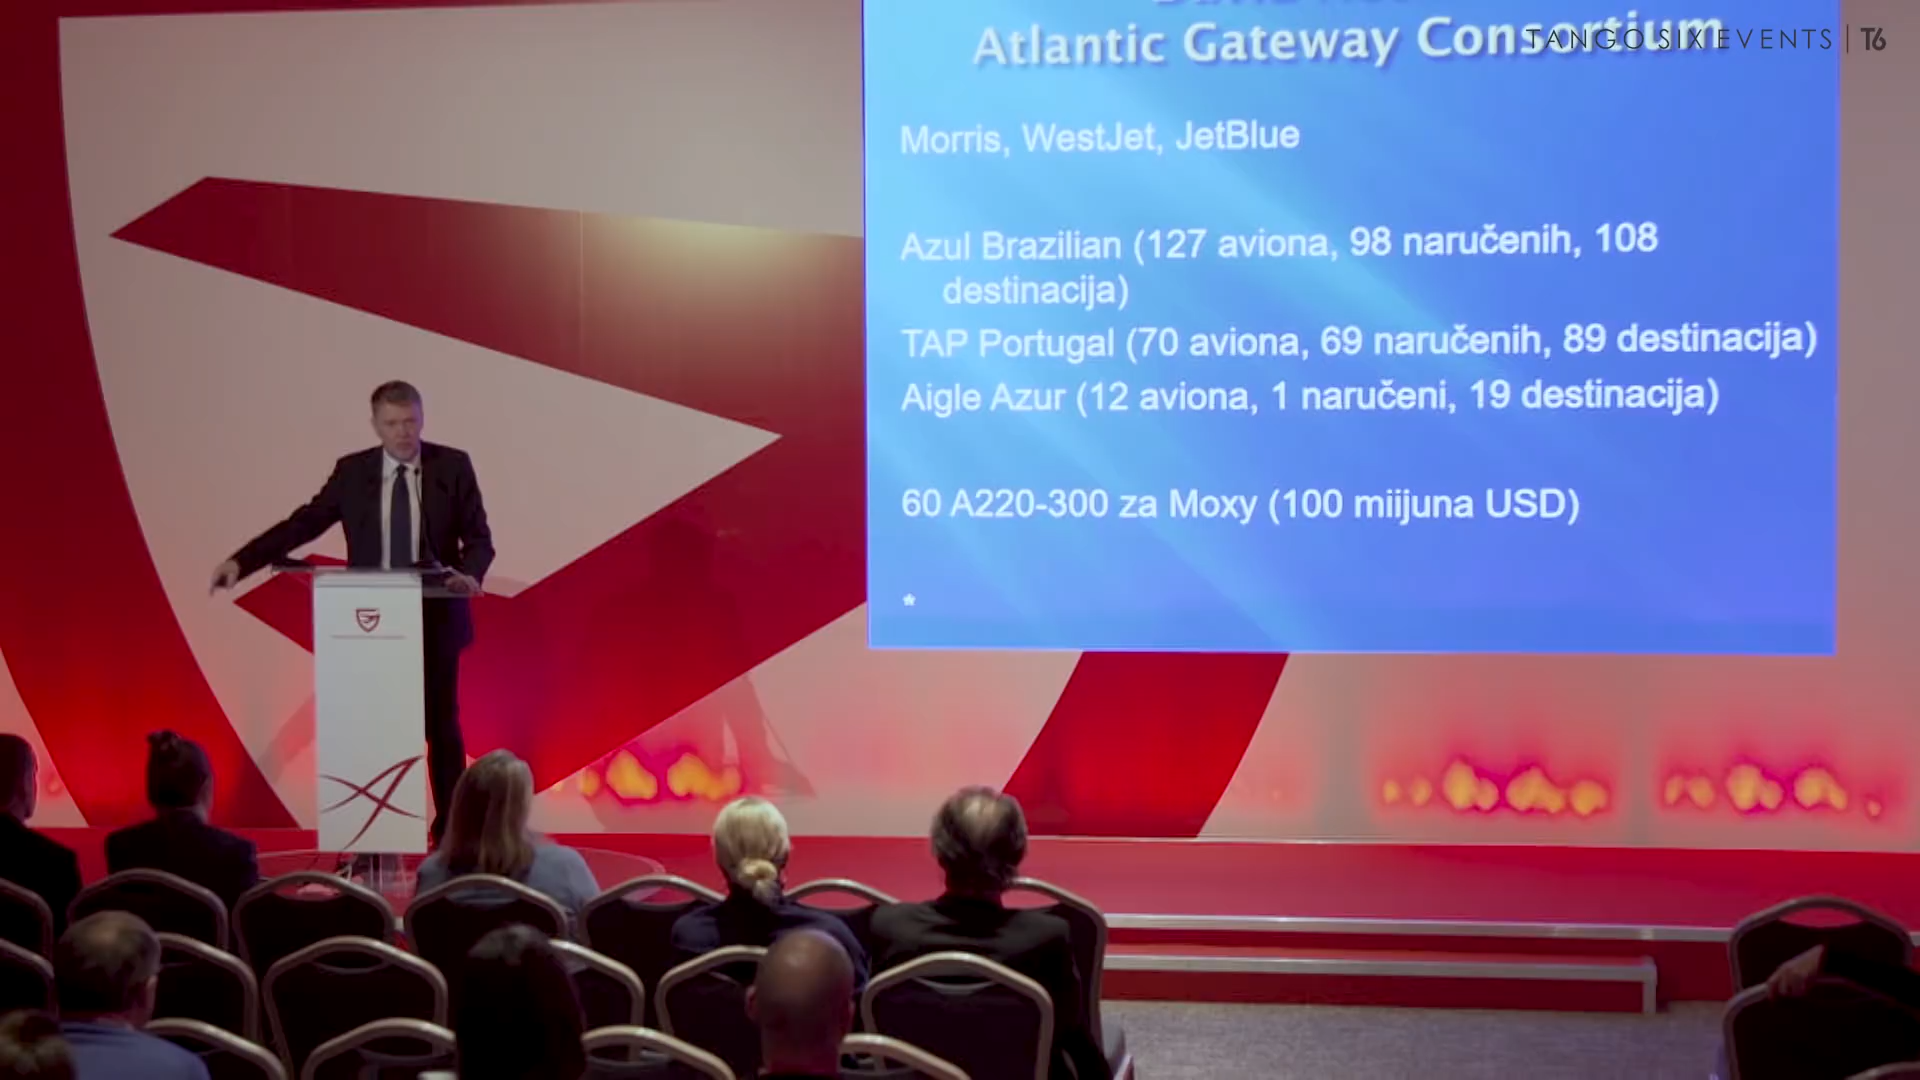 Atlantic Gateway Consortium
TANGO SIX EVENTS | T6
Morris, WestJet, JetBlue
Azul Brazilian (127 aviona, 98 naručenih, 108
destinacija)
TAP Portugal (70 aviona, 69 naručenih, 89 destinacija)
Aigle Azur (12 aviona, 1 naručeni, 19 destinacija)
60 A220-300 za Moxy (100 miijuna USD)
*